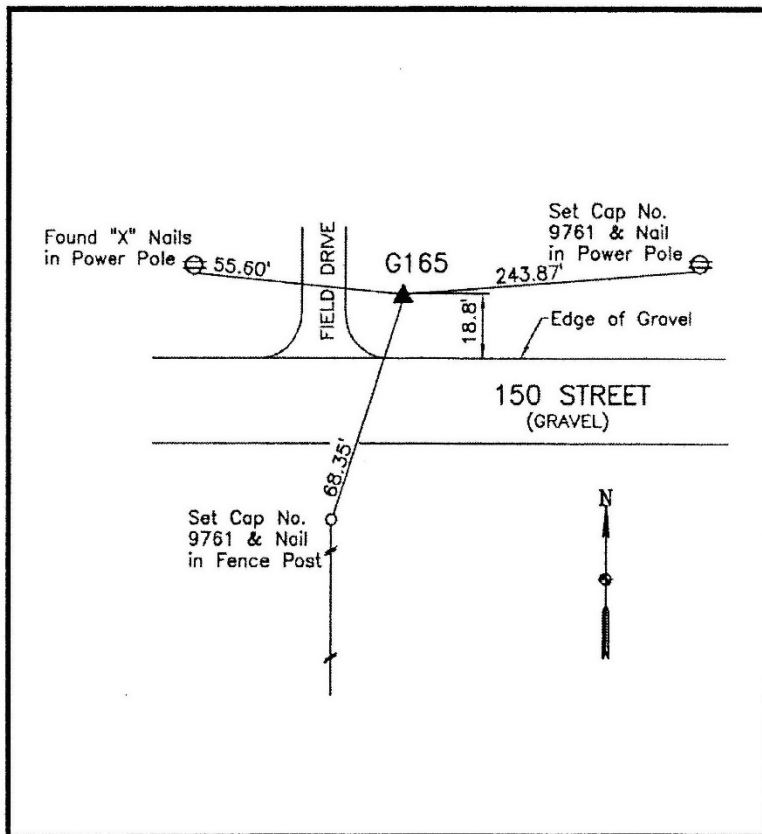 Found "X" Nails
in Power Pole
55.60'
FIELD DRIVE
G165
Set Cap No.
9761 & Nail
in Power Pole
243.87'
18.8'
Edge of Gravel
150 STREET
(GRAVEL)
68.35'
Set Cap No.
9761 & Nail
in Fence Post
N